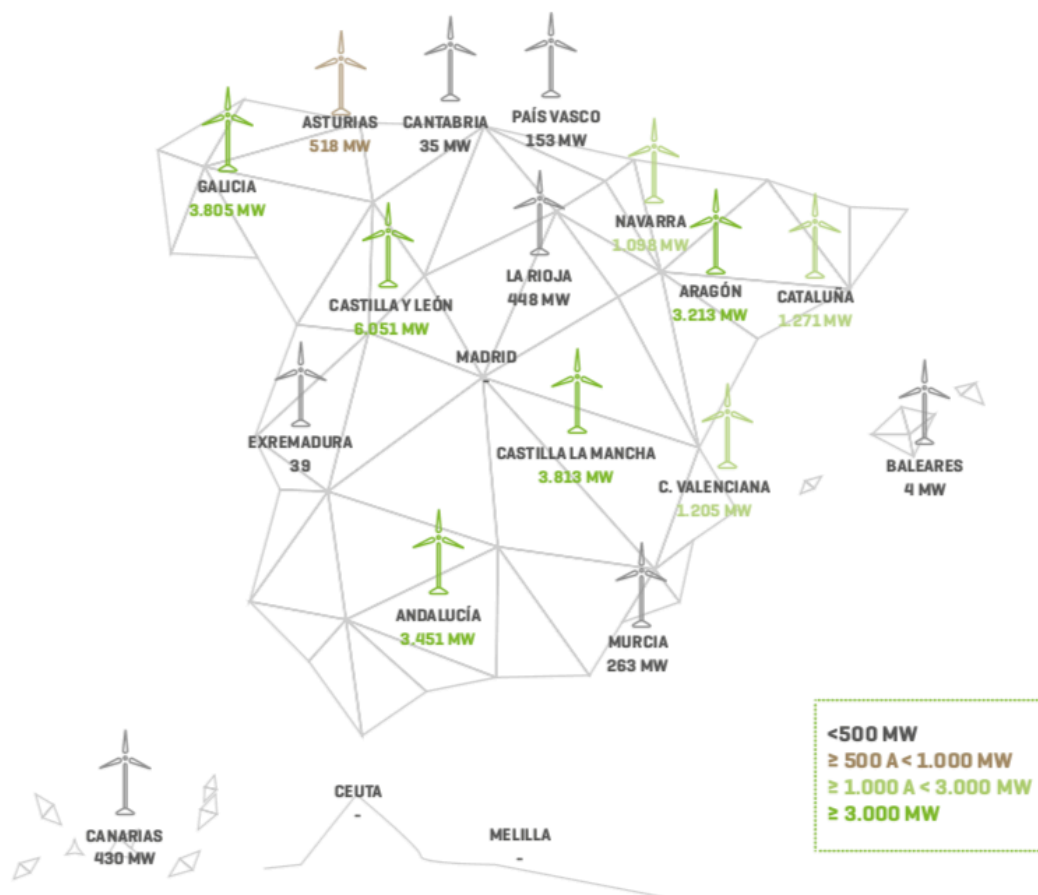 ASTURIAS
518 MW
CANTABRIA
35 MW
PAÍS VASCO
153 MW
GALICIA
3.805 MW
NAVARRA
1.098 MW
LA RIOJA
448 MW
ARAGÓN
3.213 MW
CATALUÑA
1.271 MW
CASTILLA Y LEÓN
6.051 MW
MADRID
-
EXREMADURA
39
CASTILLA LA MANCHA
3.813 MW
C. VALENCIANA
1.205 MW
BALEARES
4 MW
ANDALUCÍA
3.451 MW
MURCIA
263 MW
<500 MW
≥ 500 A < 1.000 MW
≥ 1.000 A < 3.000 MW
≥ 3.000 MW
CEUTA
-
MELILLA
-
CANARIAS
430 MW